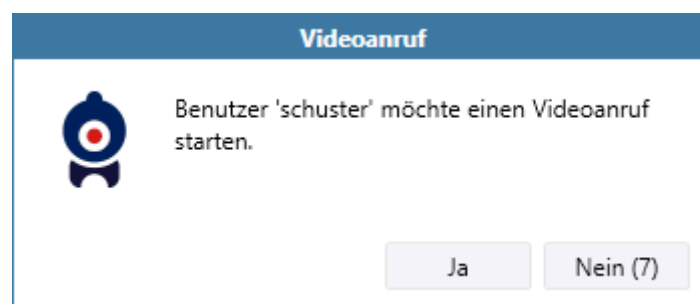 Videoanruf
Benutzer 'schuster' möchte einen Videoanruf
starten.
Ja
Nein (7)